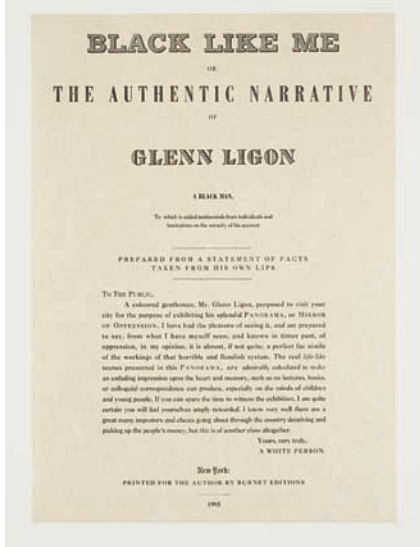 BLACK LIKE ME
OR
THE AUTHENTIC NARRATIVE
OF
GLENN LIGON
A BLACK MAN,
To which is added testimonials from individuals and
institutions on the veracity of his account
PREPARED FROM A STATEMENT OF FACTS
TAKEN FROM HIS OWN LIPS
TO THE PUBLIC,
A coloured gentleman, Mr. Glenn Ligon, purposed to visit your
city for the purpose of exhibiting his splendid PANORAMA, or MIRROR
OF OPPRESSION. I have had the pleasure of seeing it, and am prepared
to say, from what I have myself seen, and known in times past, of
oppression, in my opinion, it is almost, if not quite, a perfect fac simile
of the workings of that horrible and fiendish system. The real life-like
scenes presented in this PANORAMA, are admirably calculated to make
an unfading impression upon the heart and memory, such as no lectures, books,
or colloquial correspondence can produce, especially on the minds of children
and young people. If you can spare the time to witness the exhibition, I am quite
certain you will feel yourselves amply rewarded. I know very well there are a
great many imposters and cheats going about through the country deceiving and
picking up the people's money, but this is of another class altogether.
Yours, very truly,
A WHITE PERSON
New York:
PRINTED FOR THE AUTHOR BY BURNET EDITIONS
1993